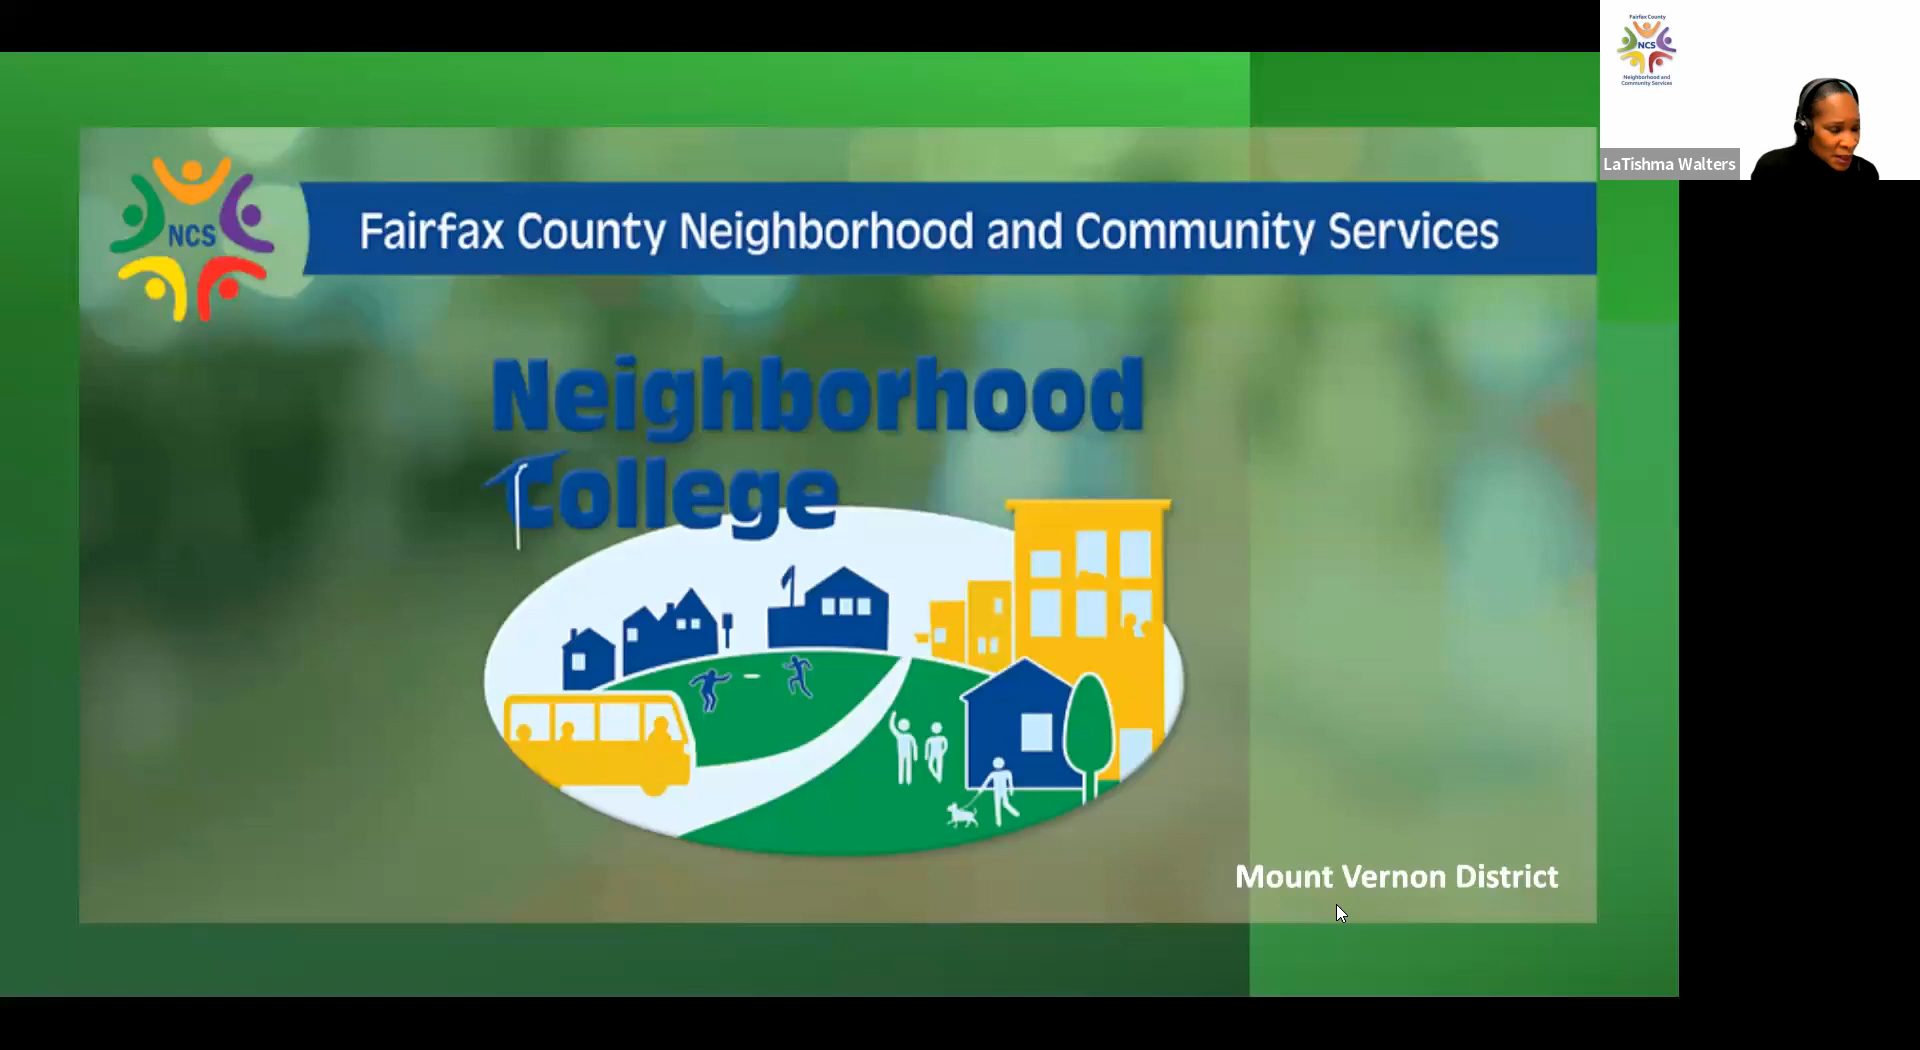 NCS
Fairfax County Neighborhood and Community Services
Neighborhood
College
Mount Vernon District
Fairfax County
NCS
Neighborhood and
Community Services
LaTishma Walters